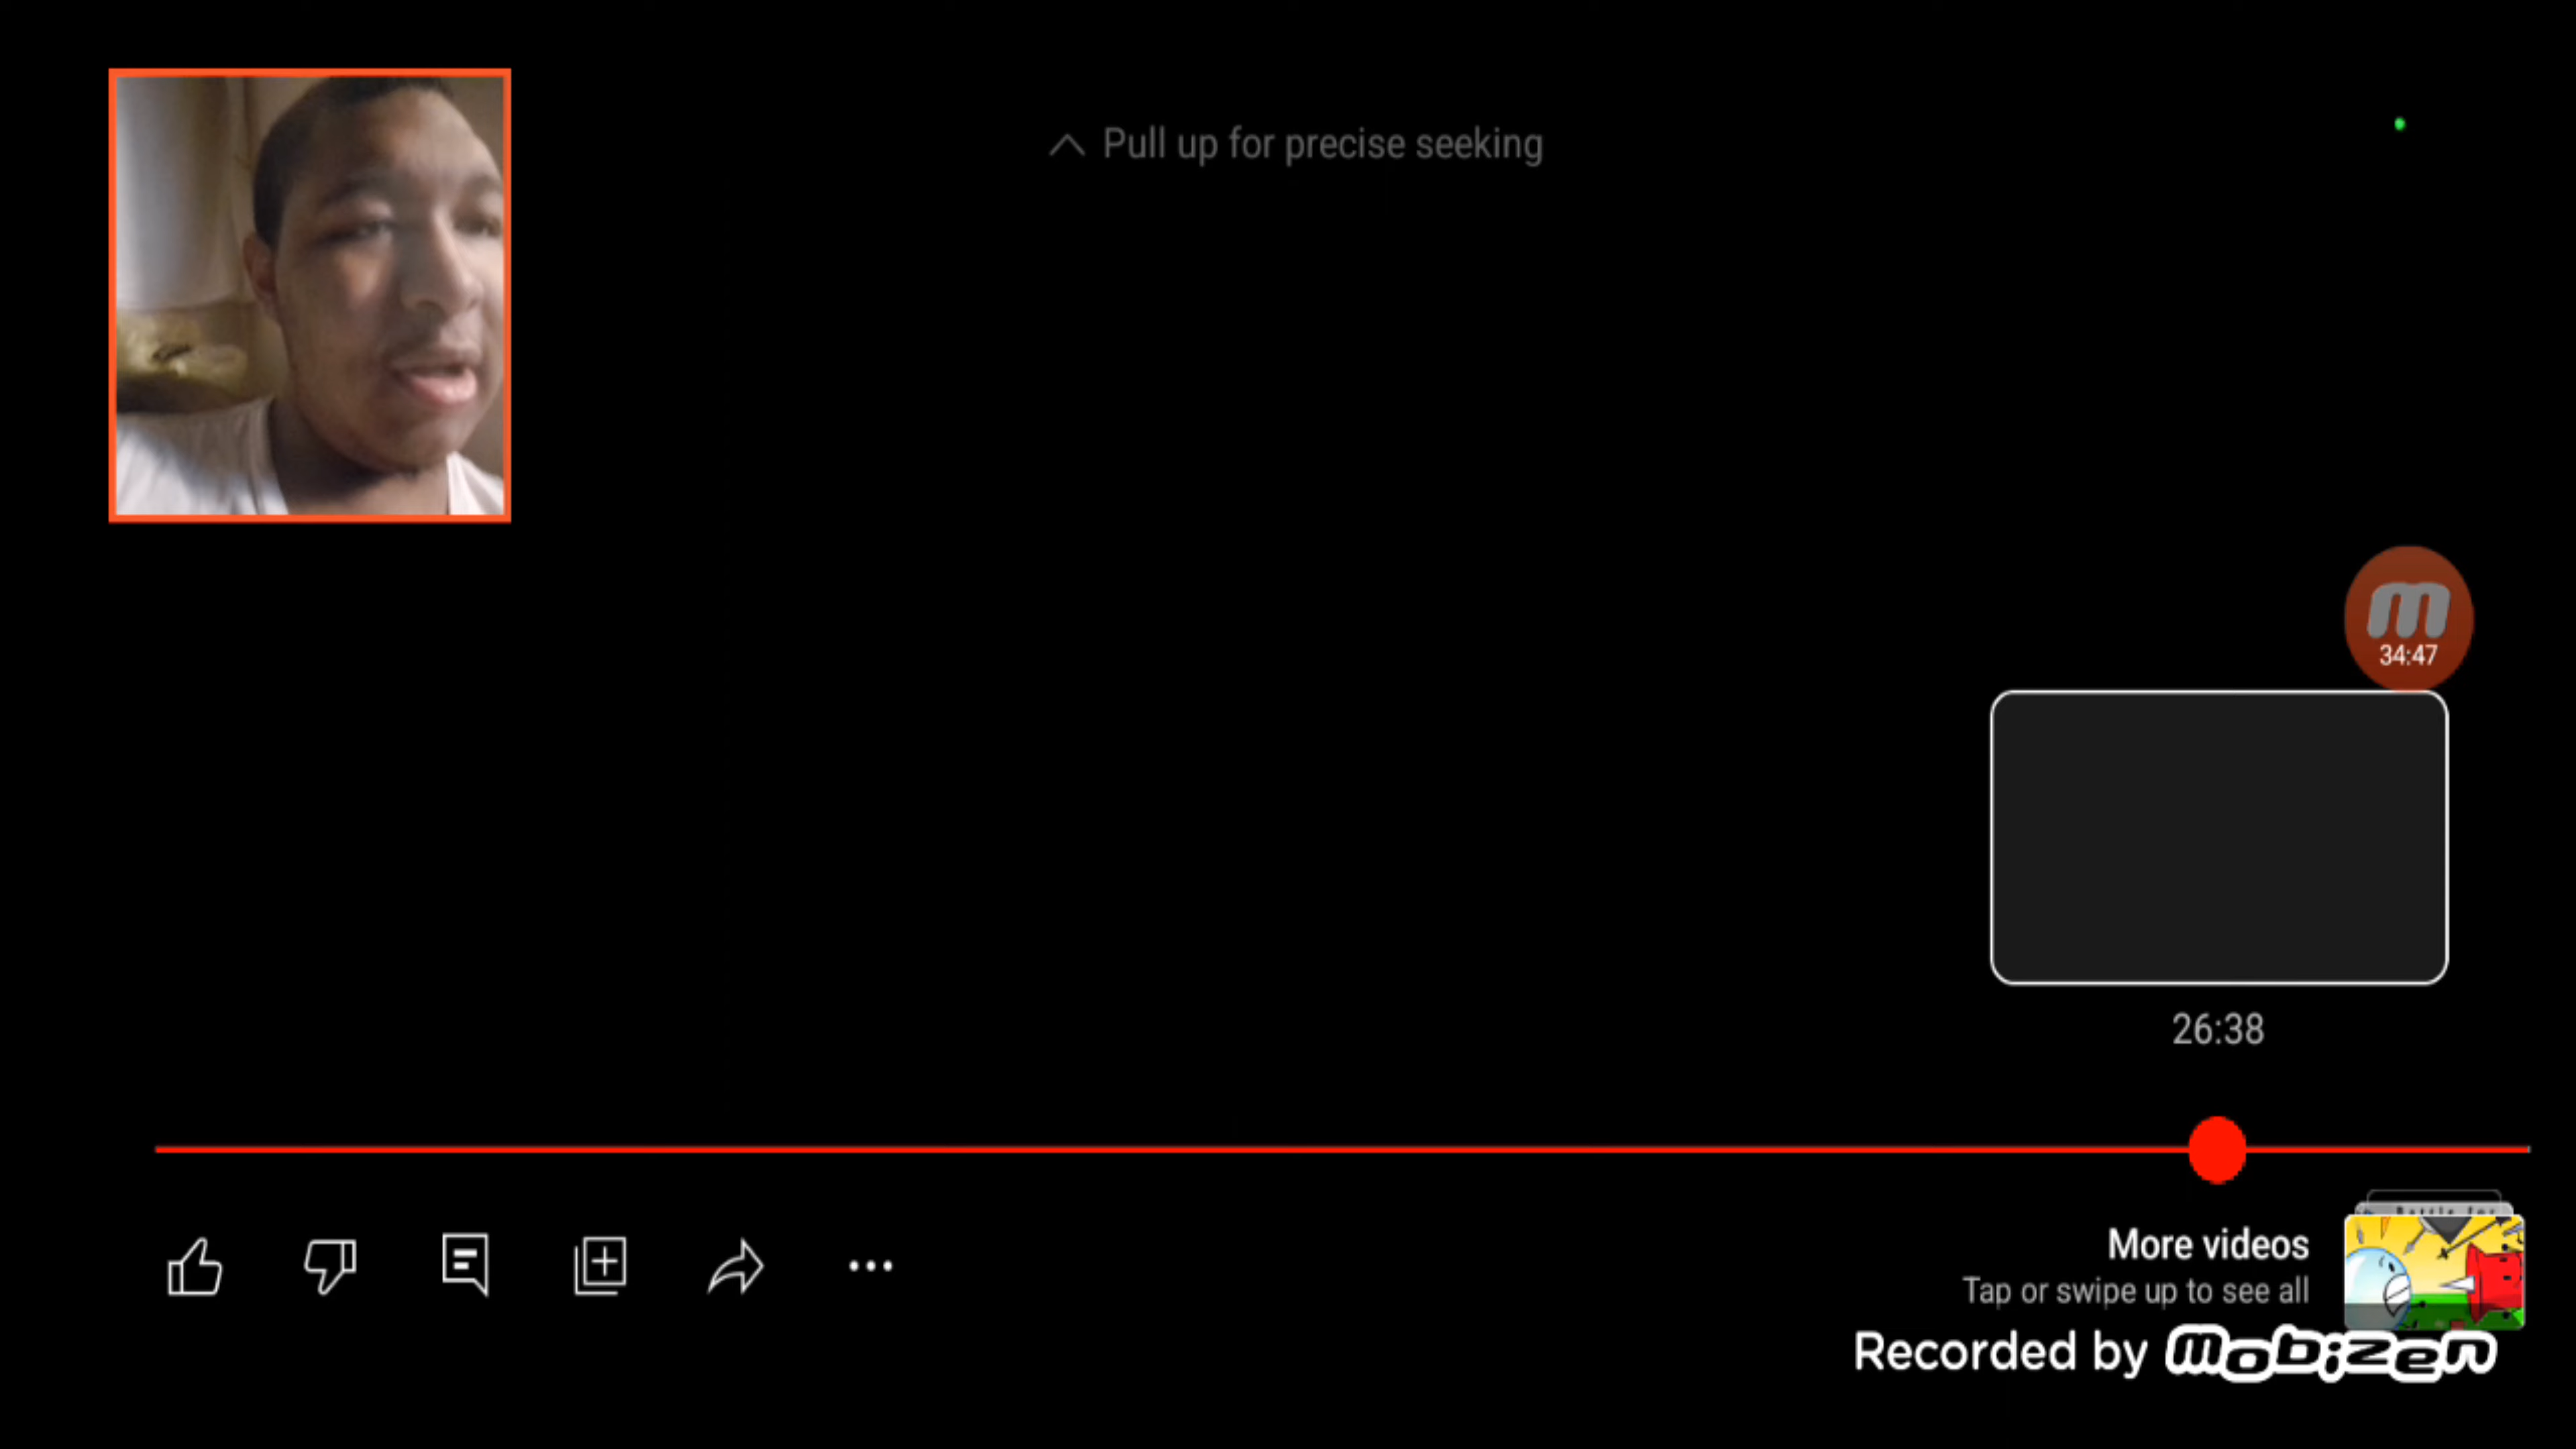 Pull up for precise seeking
34:47
26:38
More videos
Tap or swipe up to see all
Recorded by mobizen